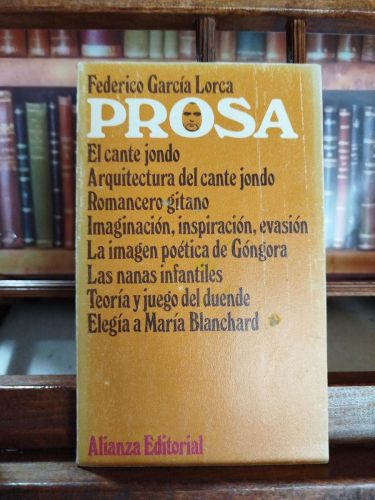 Federico García Lorca
PROSA
El cante jondo
Arquitectura del cante jondo
Romancero gitano
Imaginación, inspiración, evasión
La imagen poética de Góngora
Las nanas infantiles
Teoría y juego del duende
Elegía a María Blanchard
Alianza Editorial